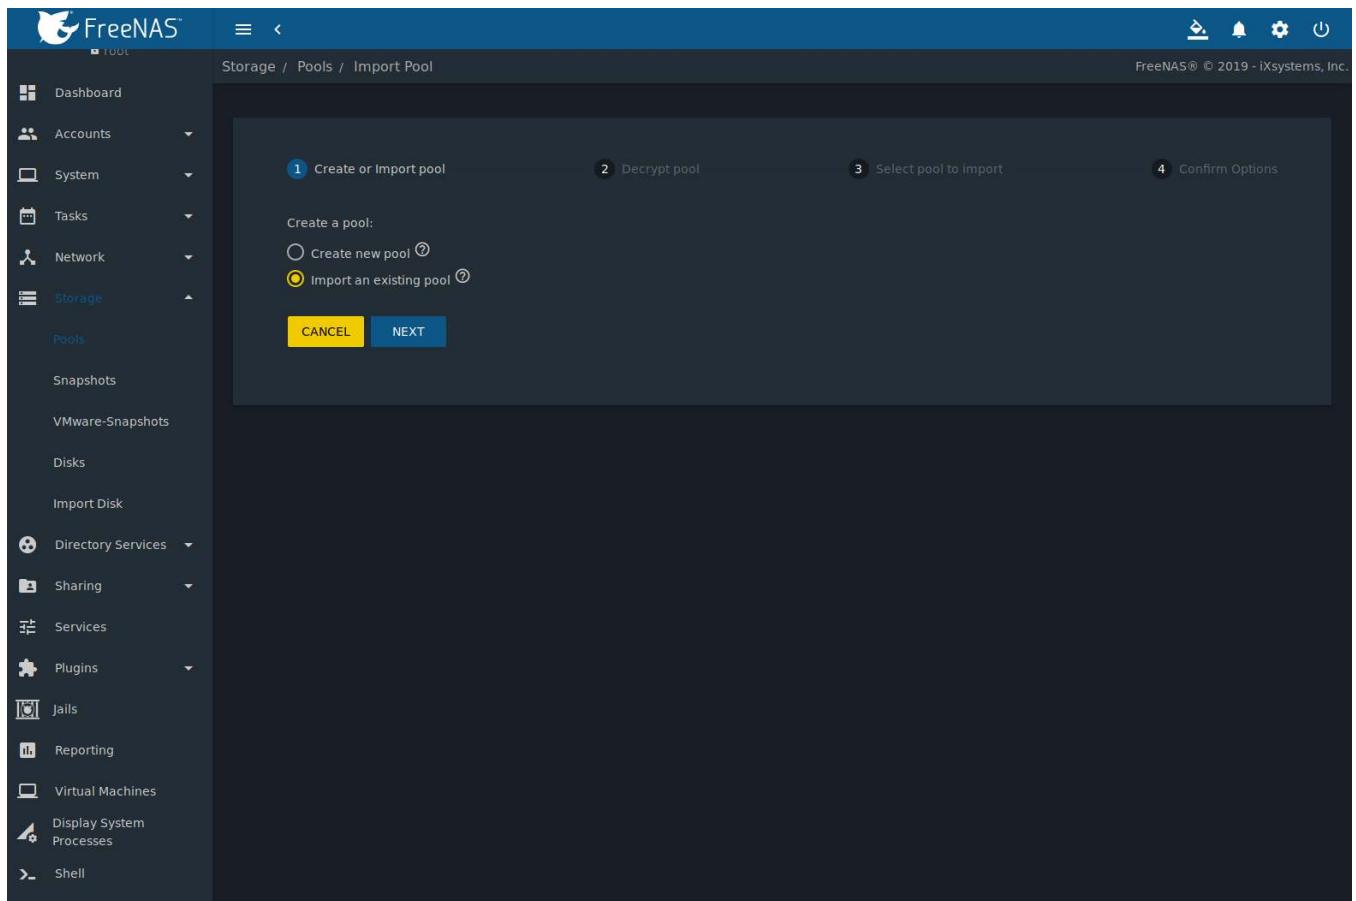 FreeNAS™
root
Storage / Pools / Import Pool
FreeNAS® © 2019 - iXsystems, Inc.
Dashboard
Accounts
System
Tasks
Network
Storage
Pools
Snapshots
VMware-Snapshots
Disks
Import Disk
Directory Services
Sharing
Services
Plugins
Jails
Reporting
Virtual Machines
Display System
Processes
Shell
1 Create or Import pool
2 Decrypt pool
3 Select pool to import
4 Confirm Options
Create a pool:
Create new pool ?
Import an existing pool ?
CANCEL NEXT